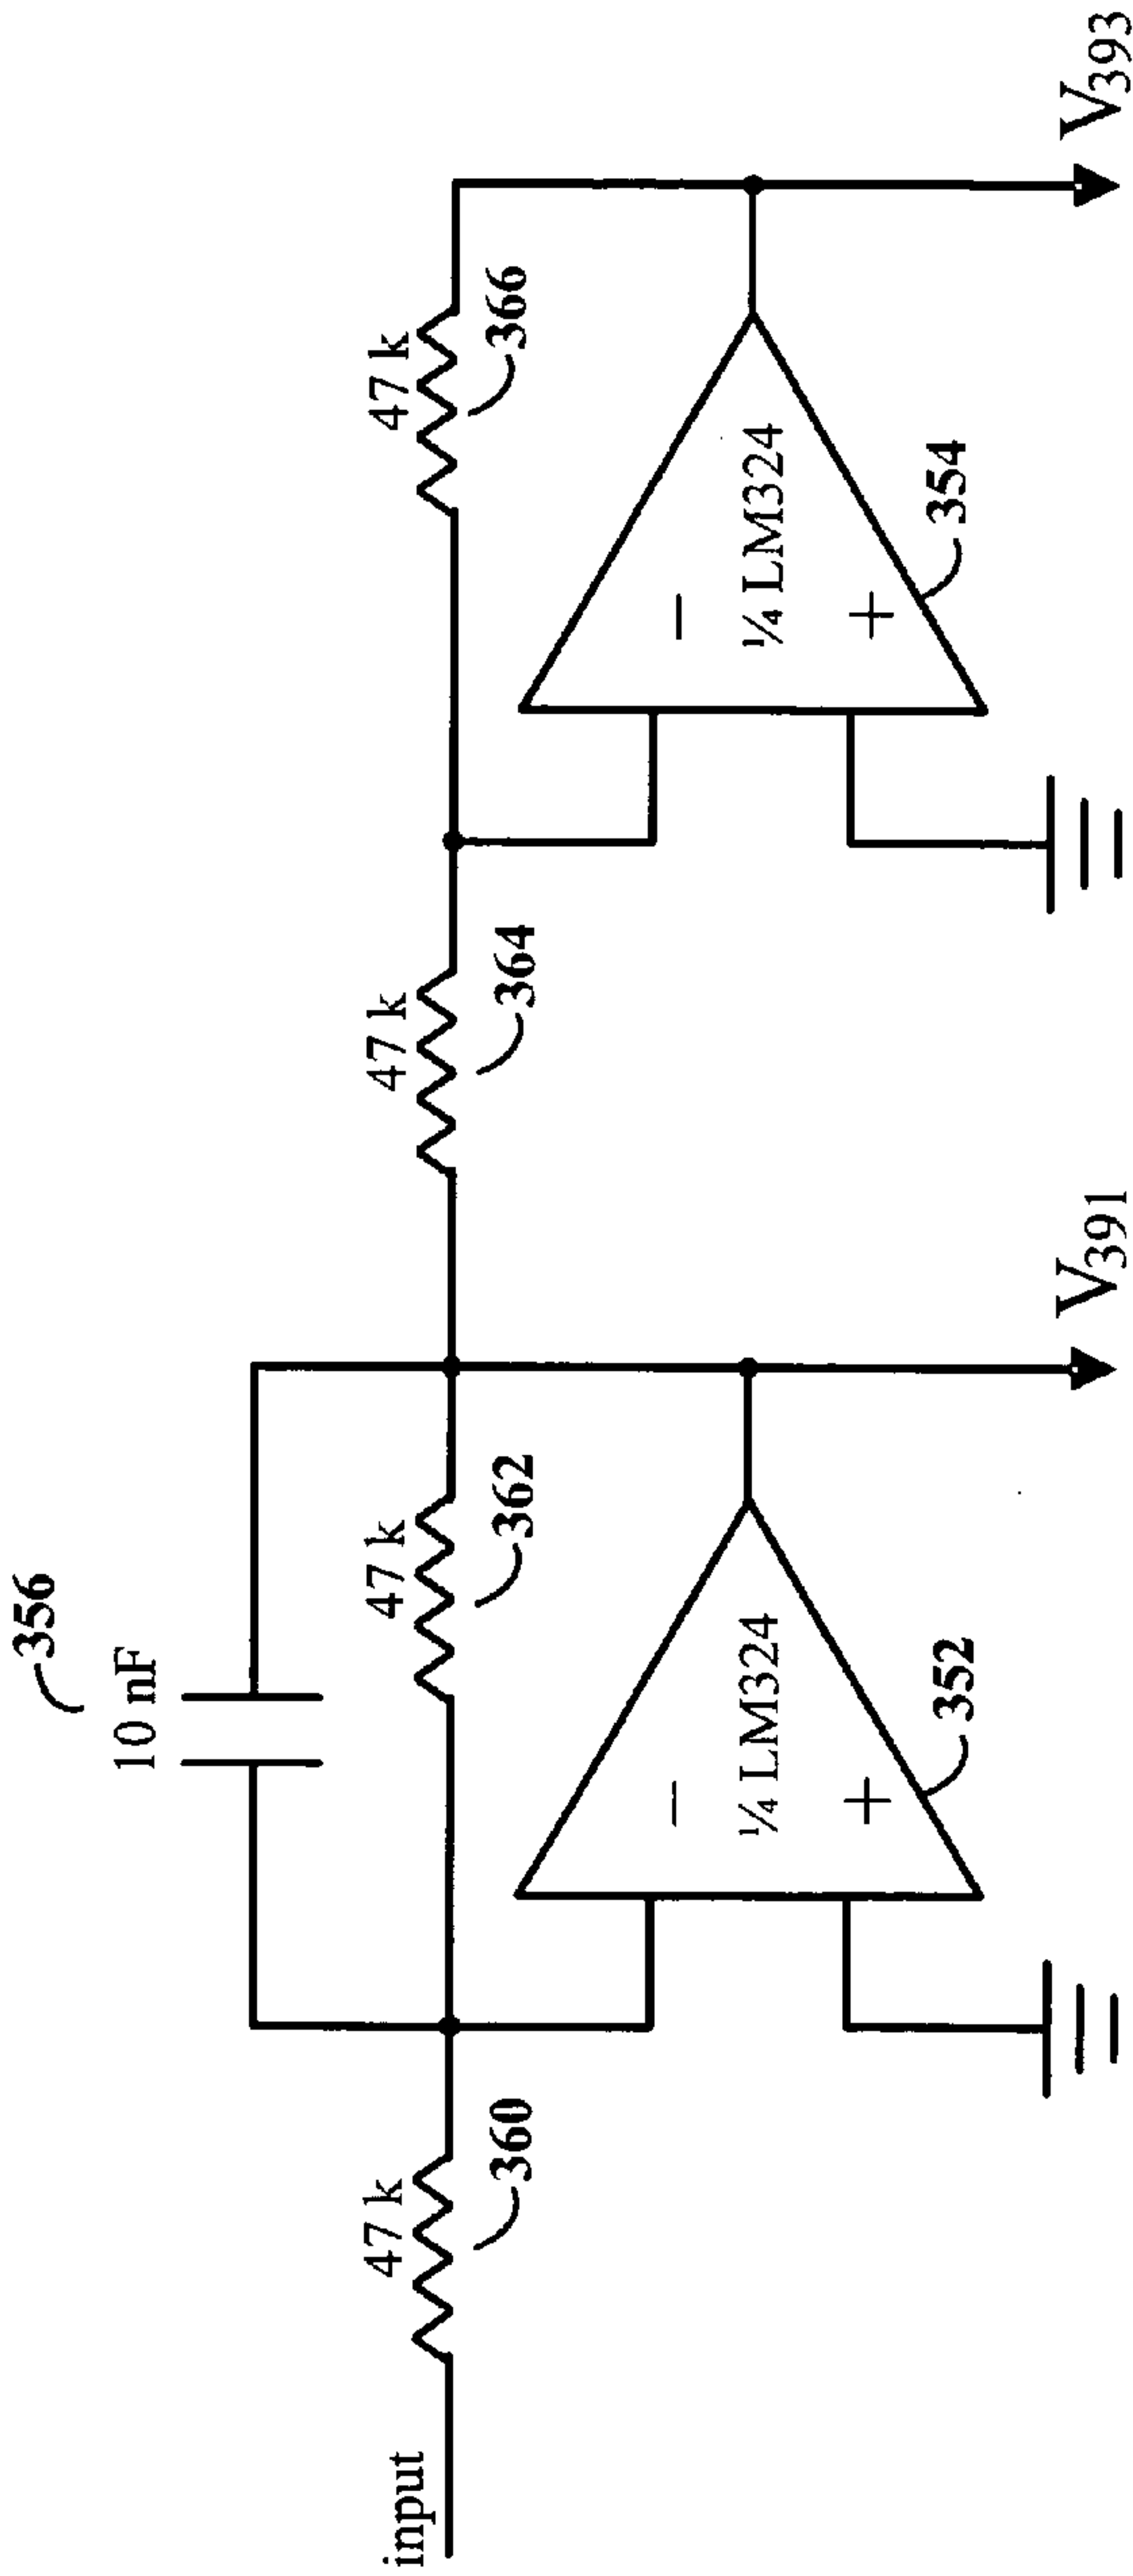 356
10 nF
input
47 k
360
47 k
362
47 k
364
47 k
366
−
¼ LM324
+
352
−
¼ LM324
+
354
V391
V393